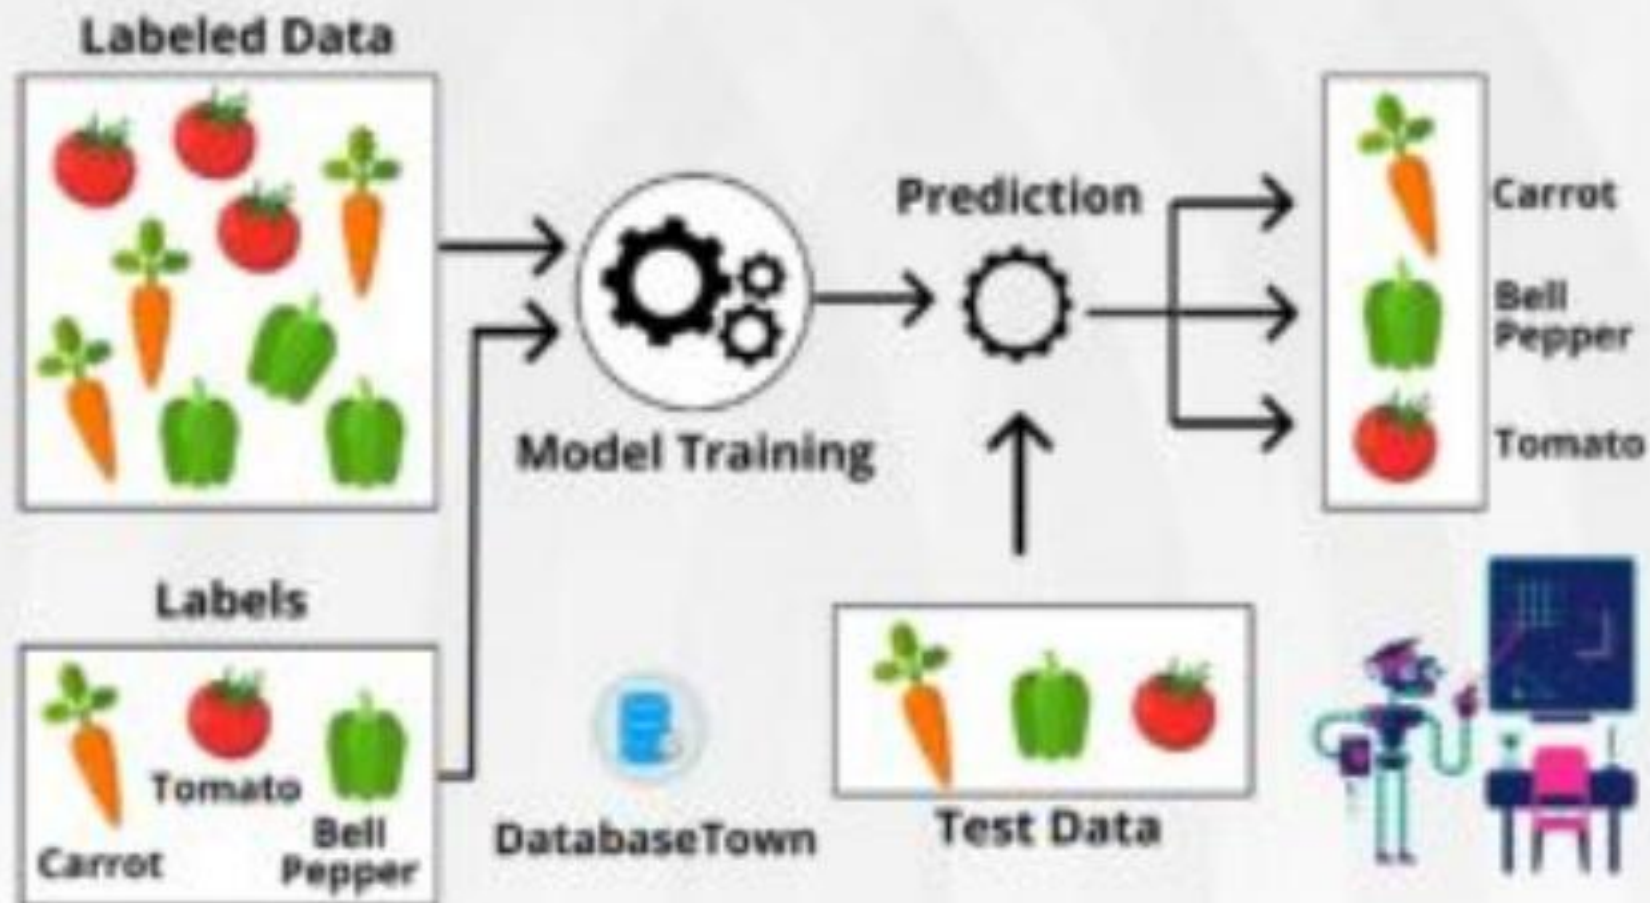 Labeled Data
Prediction
Carrot
Bell
Pepper
Tomato
Model Training
Labels
Tomato
Carrot
Bell
Pepper
DatabaseTown
Test Data